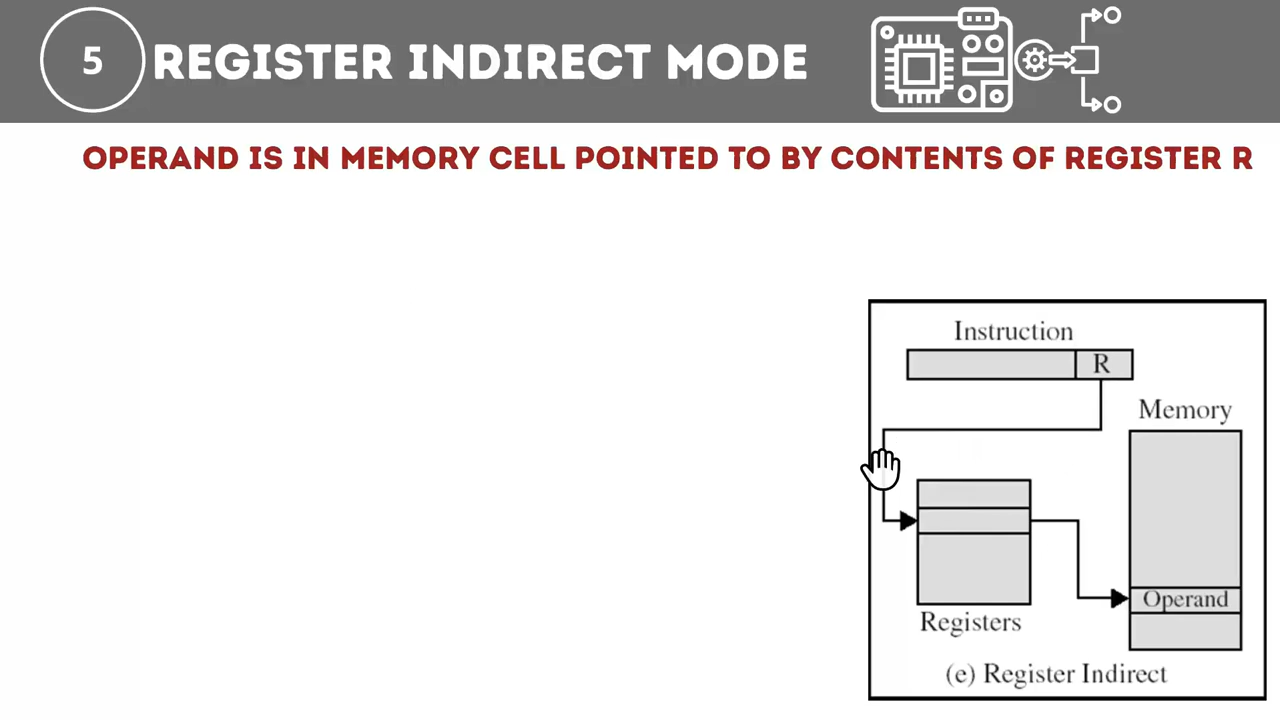 5 REGISTER INDIRECT MODE
OPERAND IS IN MEMORY CELL POINTED TO BY CONTENTS OF REGISTER R
Instruction
R
Memory
Operand
Registers
(e) Register Indirect